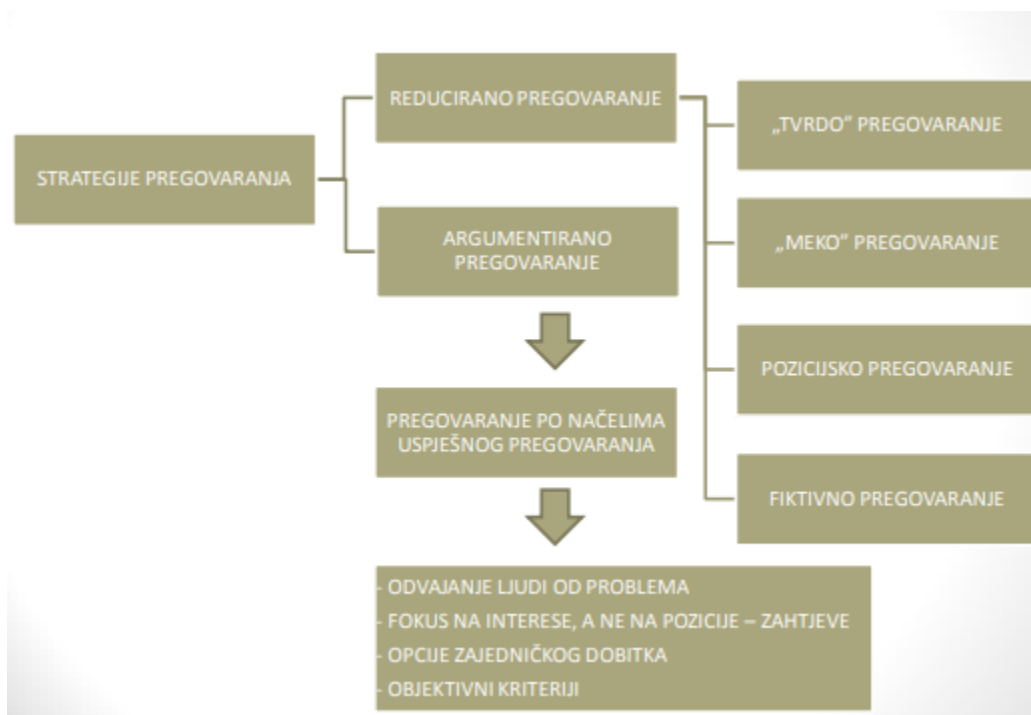 STRATEGIJE PREGOVARANJA
REDUCIRANO PREGOVARANJE
ARGUMENTIRANO
PREGOVARANJE
PREGOVARANJE PO NAČELIMA
USPJEŠNOG PREGOVARANJA
- ODVAJANJE LJUDI OD PROBLEMA
- FOKUS NA INTERESE, A NE NA POZICIJE – ZAHTJEVE
- OPCIJE ZAJEDNIČKOG DOBITKA
- OBJEKTIVNI KRITERIJI
„TVRDO” PREGOVARANJE
„MEKO” PREGOVARANJE
POZICIJSKO PREGOVARANJE
FIKTIVNO PREGOVARANJE